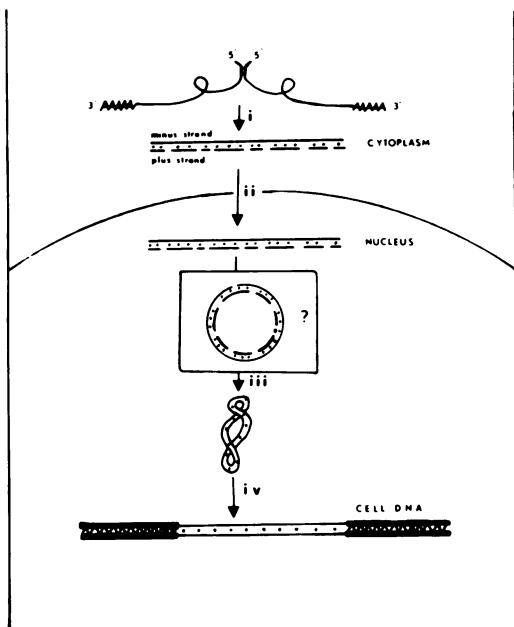 5' 5'
3' 3'
i
minus strand
CYTOPLASM
plus strand
ii
NUCLEUS
?
iii
iv
CELL DNA